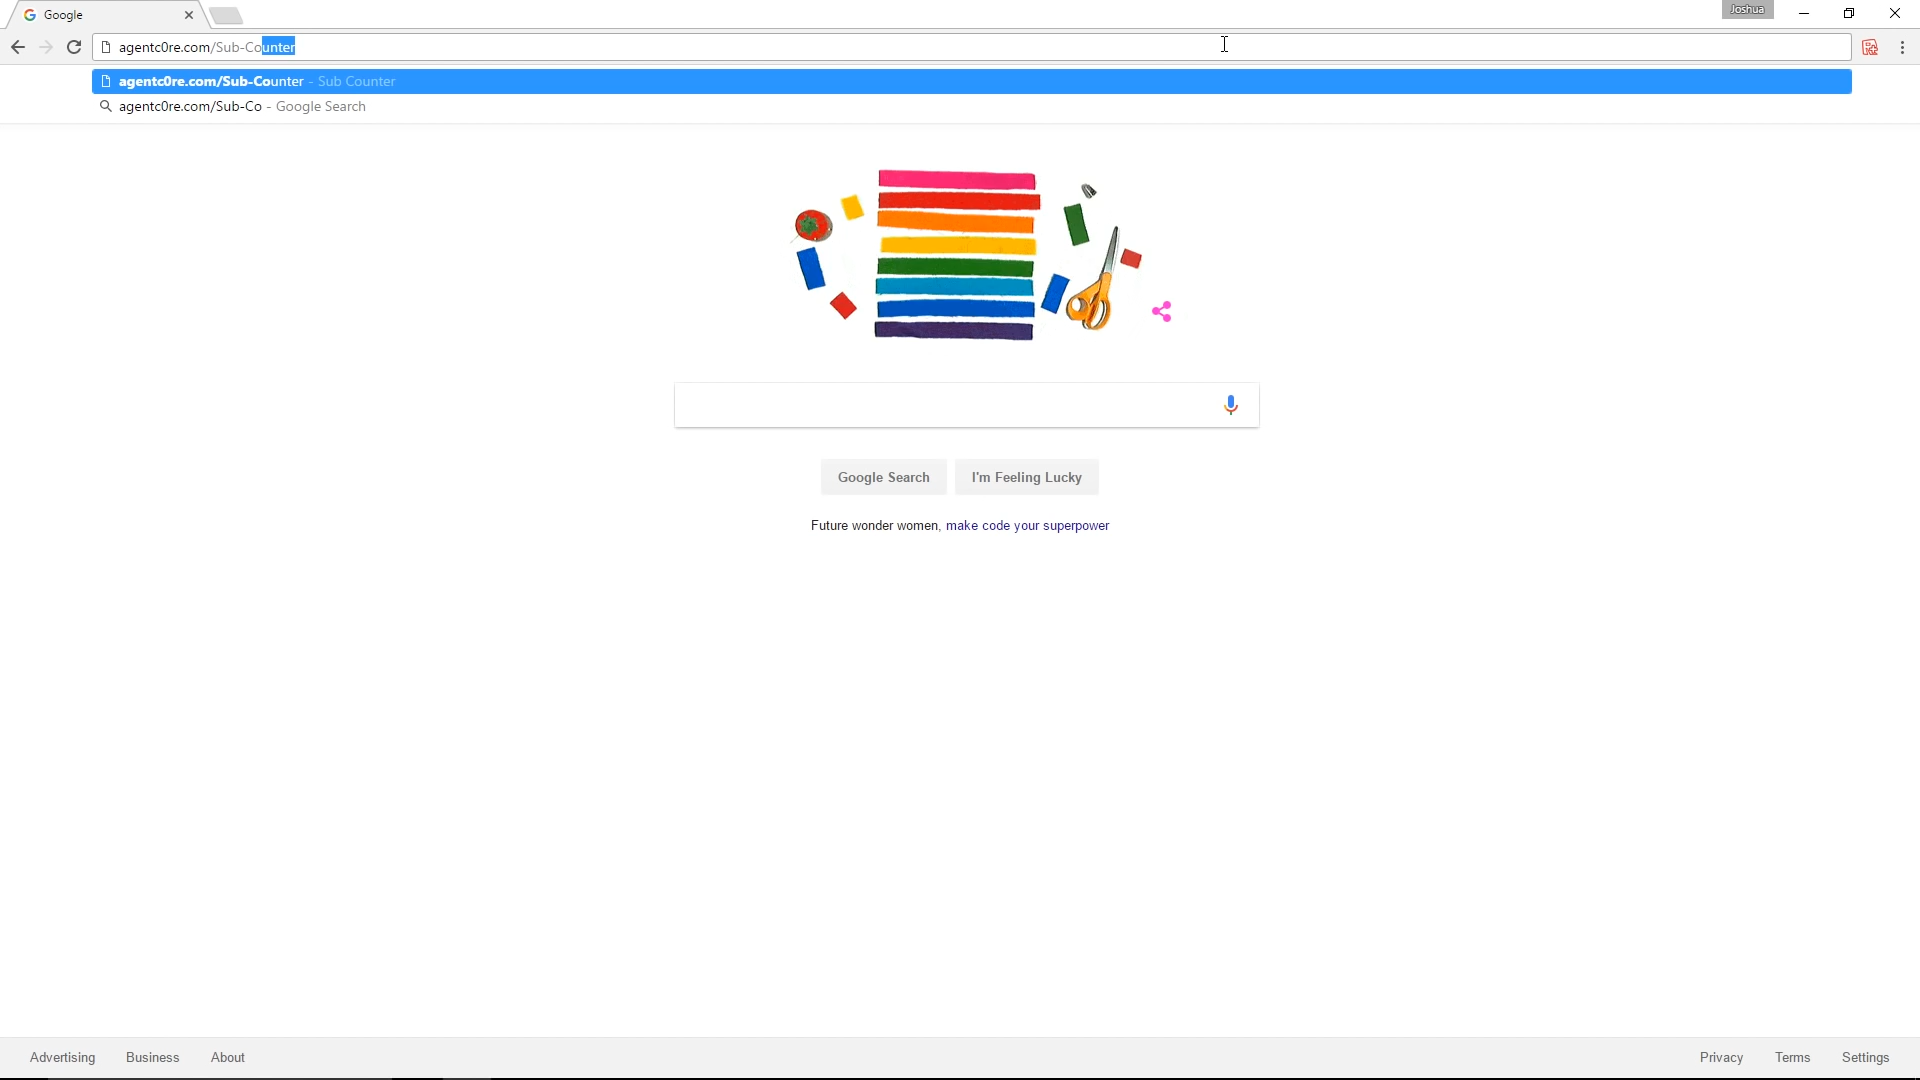 Google
Joshua
agentc0re.com/Sub-Counter
agentc0re.com/Sub-Counter - Sub Counter
agentc0re.com/Sub-Co - Google Search
Google Search
I'm Feeling Lucky
Future wonder women, make code your superpower
Advertising
Business
About
Privacy
Terms
Settings